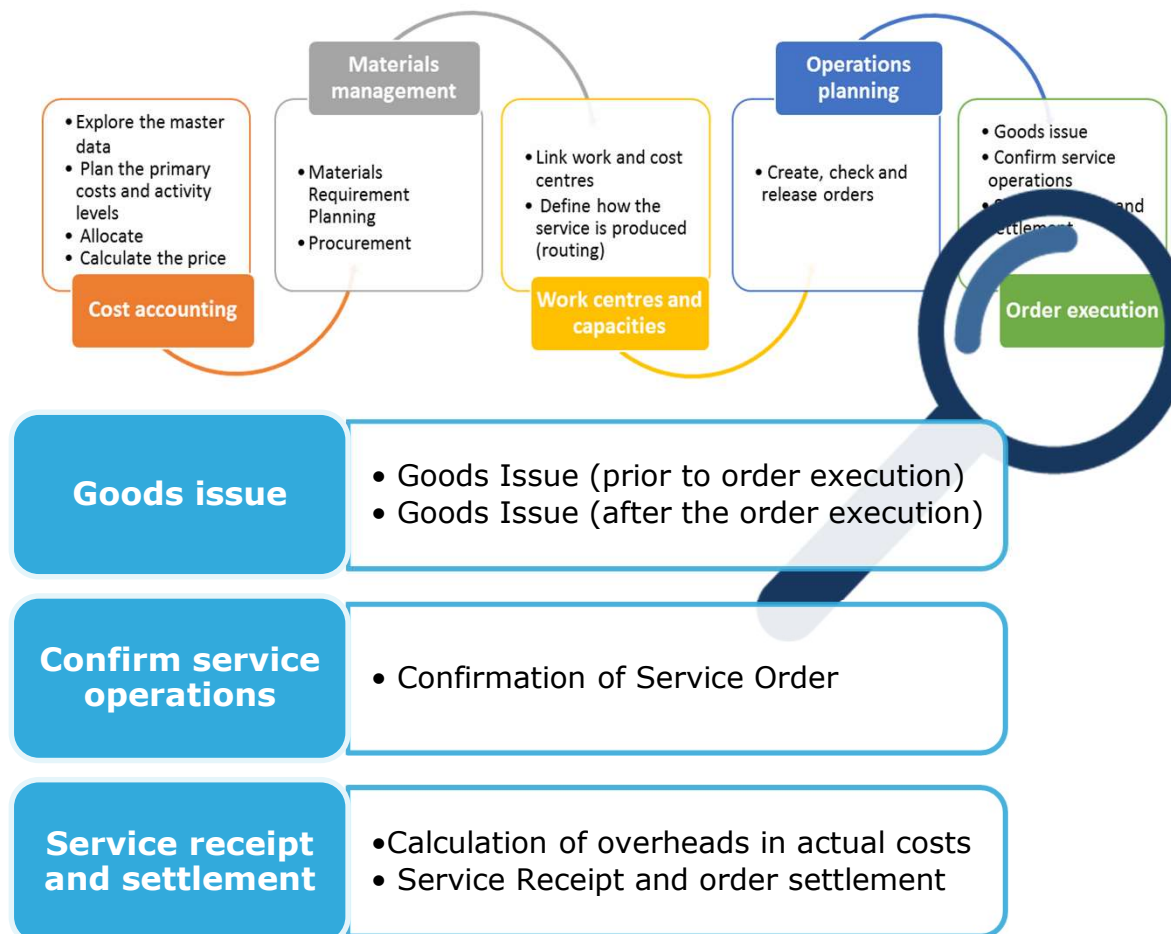 • Explore the master
data
• Plan the primary
costs and activity
levels
• Allocate
• Calculate the price
Cost accounting
Materials
management
• Materials
Requirement
Planning
• Procurement
• Link work and cost
centres
• Define how the
service is produced
(routing)
Work centres and
capacities
Operations
planning
• Create, check and
release orders
• Goods issue
• Confirm service
operations
and
settlement
Order execution
Goods issue
• Goods Issue (prior to order execution)
• Goods Issue (after the order execution)
Confirm service
operations
• Confirmation of Service Order
Service receipt
and settlement
•Calculation of overheads in actual costs
• Service Receipt and order settlement